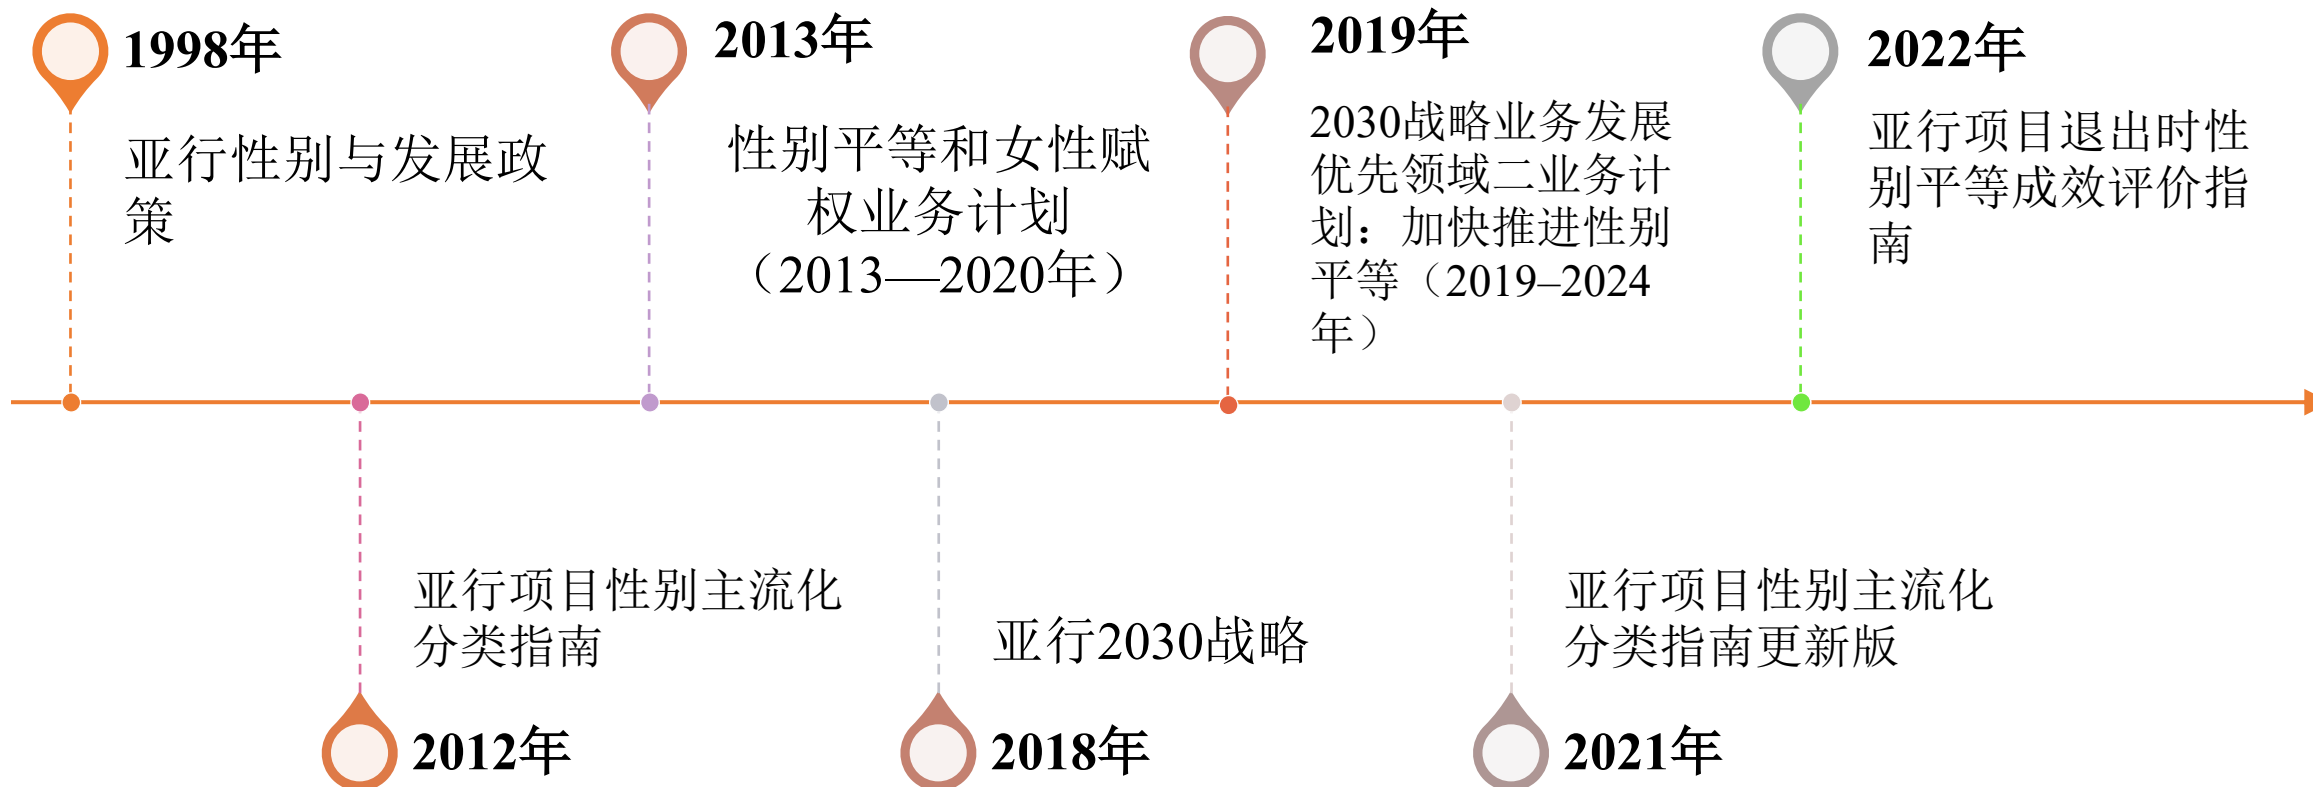 1998年
亚行性别与发展政
策
2013年
性别平等和女性赋
权业务计划
（2013—2020年）
2019年
2030战略业务发展
优先领域二业务计
划：加快推进性别
平等（2019–2024
年）
2022年
亚行项目退出时性
别平等成效评价指
南
亚行项目性别主流化
分类指南
2012年
亚行2030战略
2018年
亚行项目性别主流化
分类指南更新版
2021年